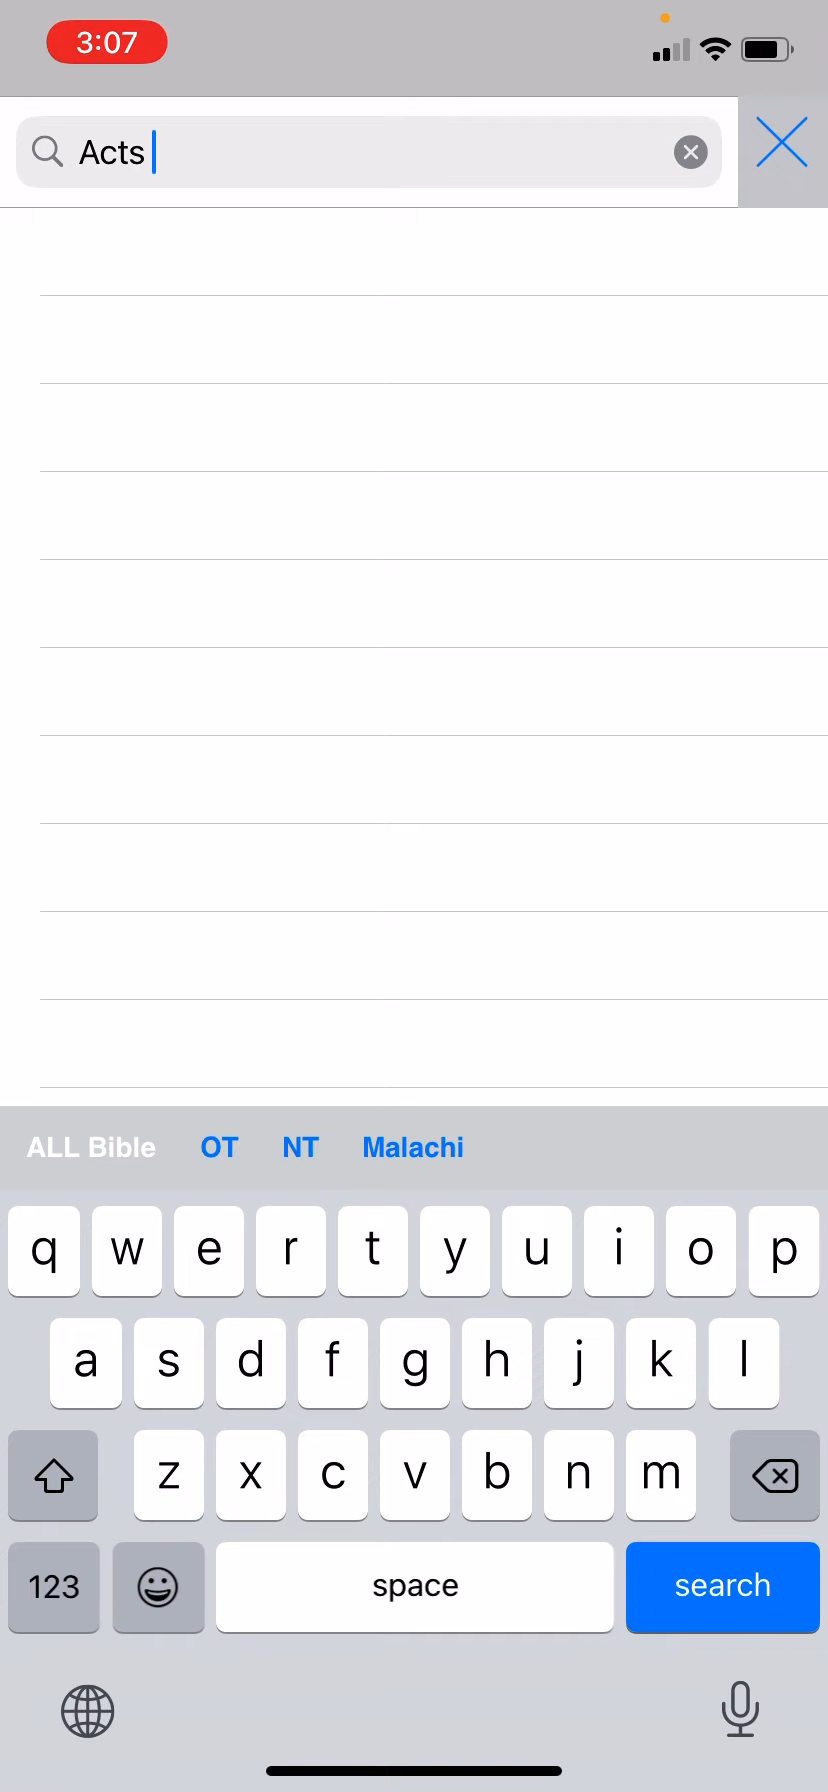 3:07
Acts
ALL Bible OT NT Malachi
q w e r t y u i o p
a s d f g h j k l
z x c v b n m
123 space search